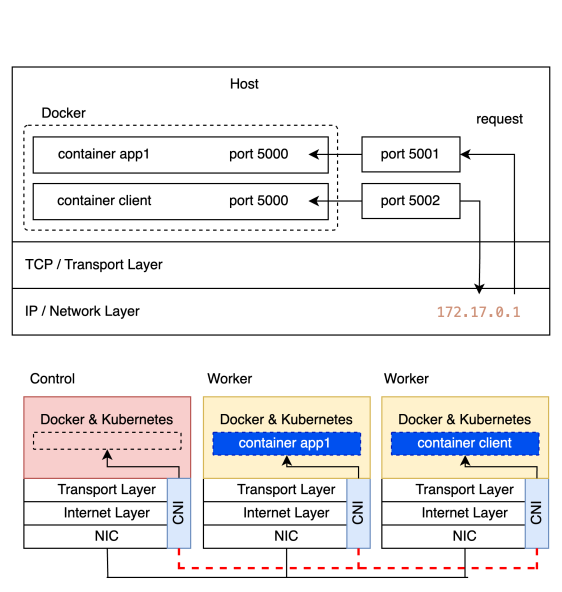 Host
Docker
request
container app1 port 5000 port 5001
container client port 5000 port 5002
TCP / Transport Layer
IP / Network Layer 172.17.0.1
Control Worker Worker
Docker & Kubernetes Docker & Kubernetes Docker & Kubernetes
container app1 container client
Transport Layer Transport Layer Transport Layer
Internet Layer CNI Internet Layer CNI Internet Layer CNI
NIC NIC NIC